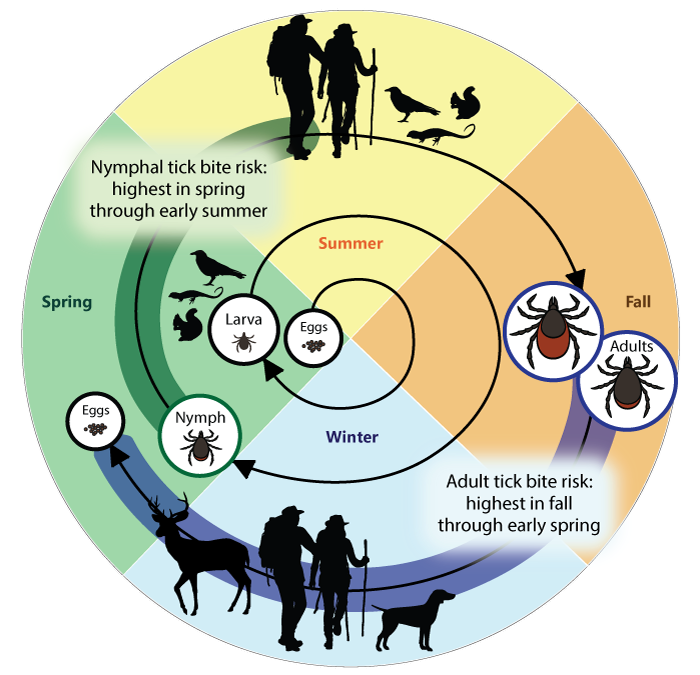 Nymphal tick bite risk:
highest in spring
through early summer
Summer
Spring
Fall
Larva
Eggs
Adults
Eggs
Nymph
Winter
Adult tick bite risk:
highest in fall
through early spring